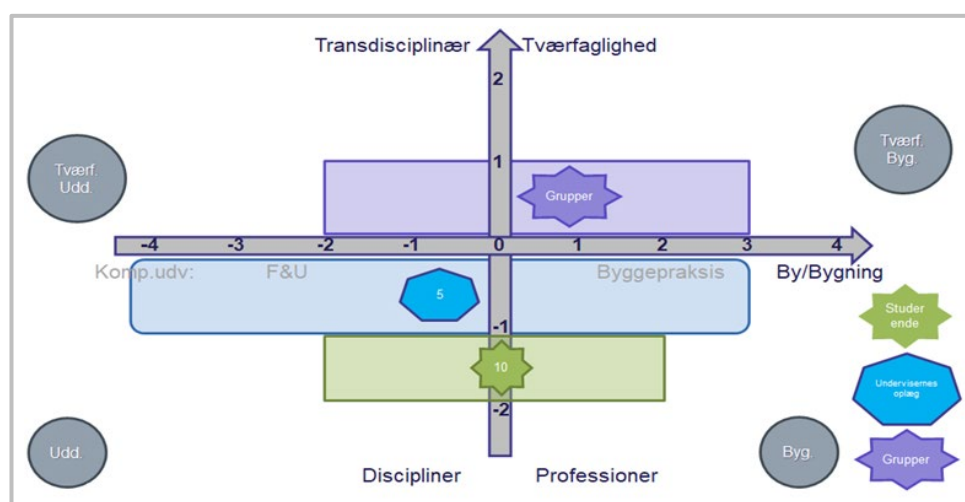 Transdisciplinær
Tværfaglighed
2
Tværf.
Udd.
Tværf.
Byg.
1
Grupper
-4 -3 -2 -1 0 1 2 3 4
Komp.udv: F&U Byggepraksis By/Bygning
5
Studer
ende
-1
10
Undervisernes
oplæg
-2
Udd.
Byg.
Grupper
Discipliner
Professioner